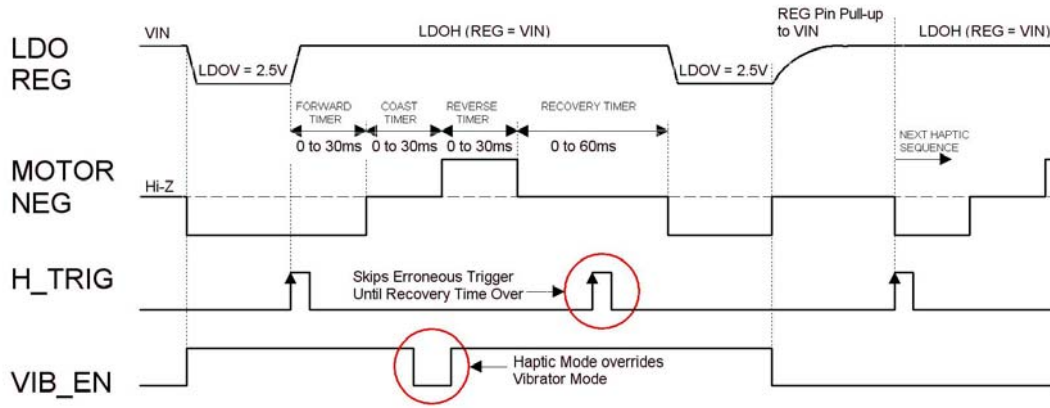 LDO
REG
VIN
LDOV = 2.5V
LDOH (REG = VIN)
LDOV = 2.5V
REG Pin Pull-up
to VIN
LDOH (REG = VIN)
FORWARD
TIMER
0 to 30ms
COAST
TIMER
0 to 30ms
REVERSE
TIMER
0 to 30ms
RECOVERY TIMER
0 to 60ms
NEXT HAPTIC
SEQUENCE
MOTOR
NEG
Hi-Z
H_TRIG
Skips Erroneous Trigger
Until Recovery Time Over
VIB_EN
Haptic Mode overrides
Vibrator Mode